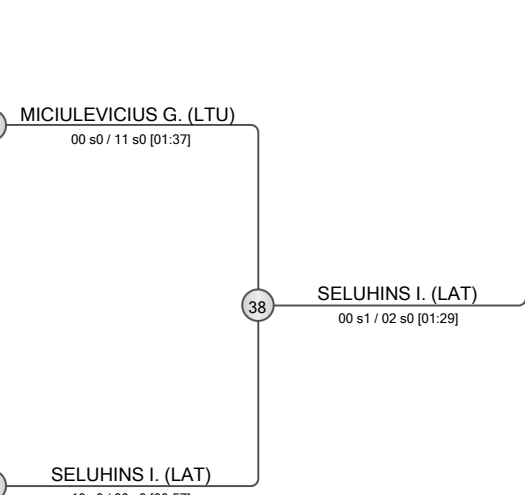 MICIULEVICIUS G. (LTU)
00 s0 / 11 s0 [01:37]
38
SELUHINS I. (LAT)
00 s1 / 02 s0 [01:29]
SELUHINS I. (LAT)